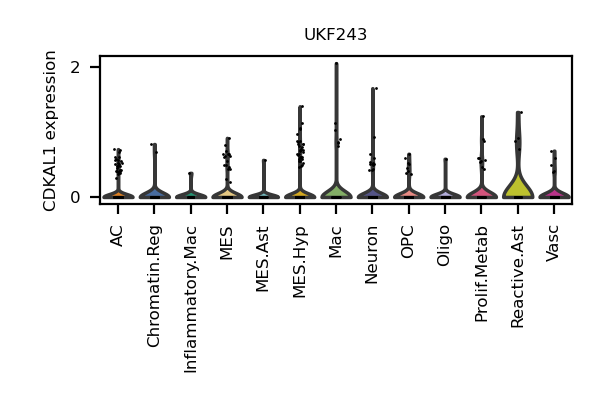 UKF243
CDKAL1 expression
2
0
AC
Chromatin.Reg
Inflammatory.Mac
MES
MES.Ast
MES.Hyp
Mac
Neuron
OPC
Oligo
Prolif.Metab
Reactive.Ast
Vasc